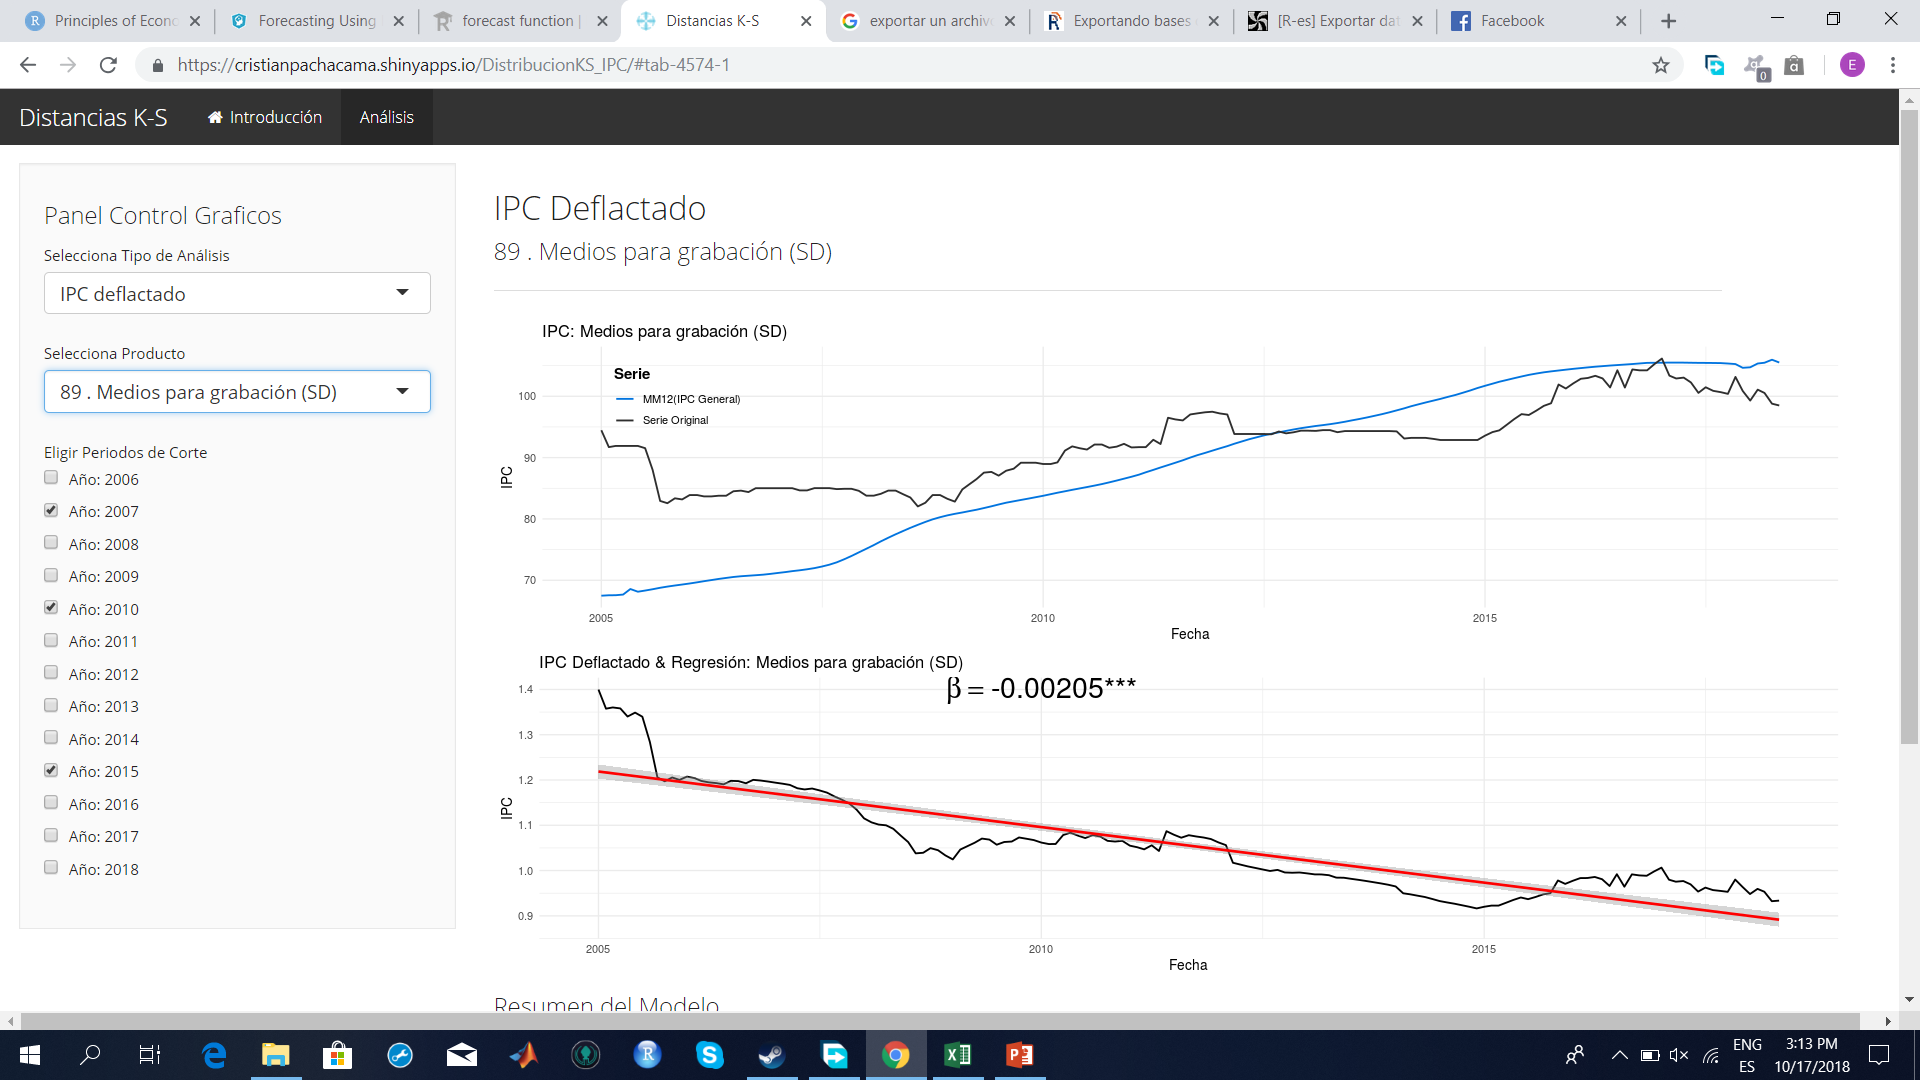 Principles of Econo
Forecasting Using
forecast function |
Distancias K-S
exportar un archiv
Exportando bases
[R-es] Exportar dat
Facebook
https://cristianpachacama.shinyapps.io/DistribucionKS_IPC/#tab-4574-1
0
E
Distancias K-S
Introducción
Análisis
Panel Control Graficos
Selecciona Tipo de Análisis
IPC deflactado
Selecciona Producto
89 . Medios para grabación (SD)
Eligir Periodos de Corte
Año: 2006
Año: 2007
Año: 2008
Año: 2009
Año: 2010
Año: 2011
Año: 2012
Año: 2013
Año: 2014
Año: 2015
Año: 2016
Año: 2017
Año: 2018
IPC Deflactado
89 . Medios para grabación (SD)
IPC: Medios para grabación (SD)
Serie
MM12(IPC General)
Serie Original
IPC
100
90
80
70
2005
2010
2015
Fecha
IPC Deflactado & Regresión: Medios para grabación (SD)
β = -0.00205***
IPC
1.4
1.3
1.2
1.1
1.0
0.9
2005
2010
2015
Fecha
Resumen del Modelo
ENG
ES
3:13 PM
10/17/2018